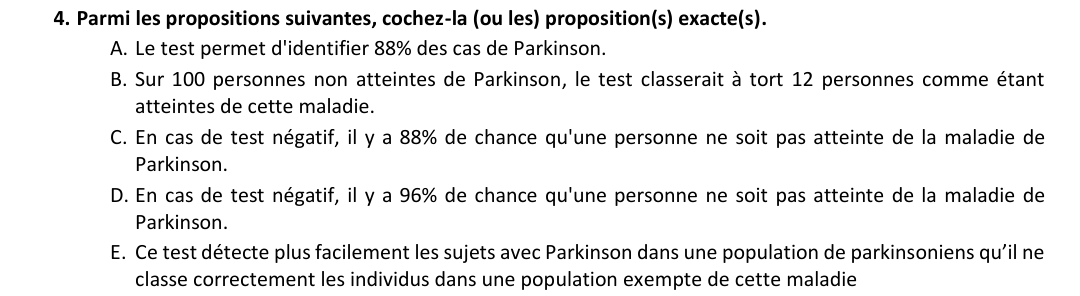 4. Parmi les propositions suivantes, cochez-la (ou les) proposition(s) exacte(s).
A. Le test permet d'identifier 88% des cas de Parkinson.
B. Sur 100 personnes non atteintes de Parkinson, le test classerait à tort 12 personnes comme étant
atteintes de cette maladie.
C. En cas de test négatif, il y a 88% de chance qu'une personne ne soit pas atteinte de la maladie de
Parkinson.
D. En cas de test négatif, il y a 96% de chance qu'une personne ne soit pas atteinte de la maladie de
Parkinson.
E. Ce test détecte plus facilement les sujets avec Parkinson dans une population de parkinsoniens qu’il ne
classe correctement les individus dans une population exempte de cette maladie